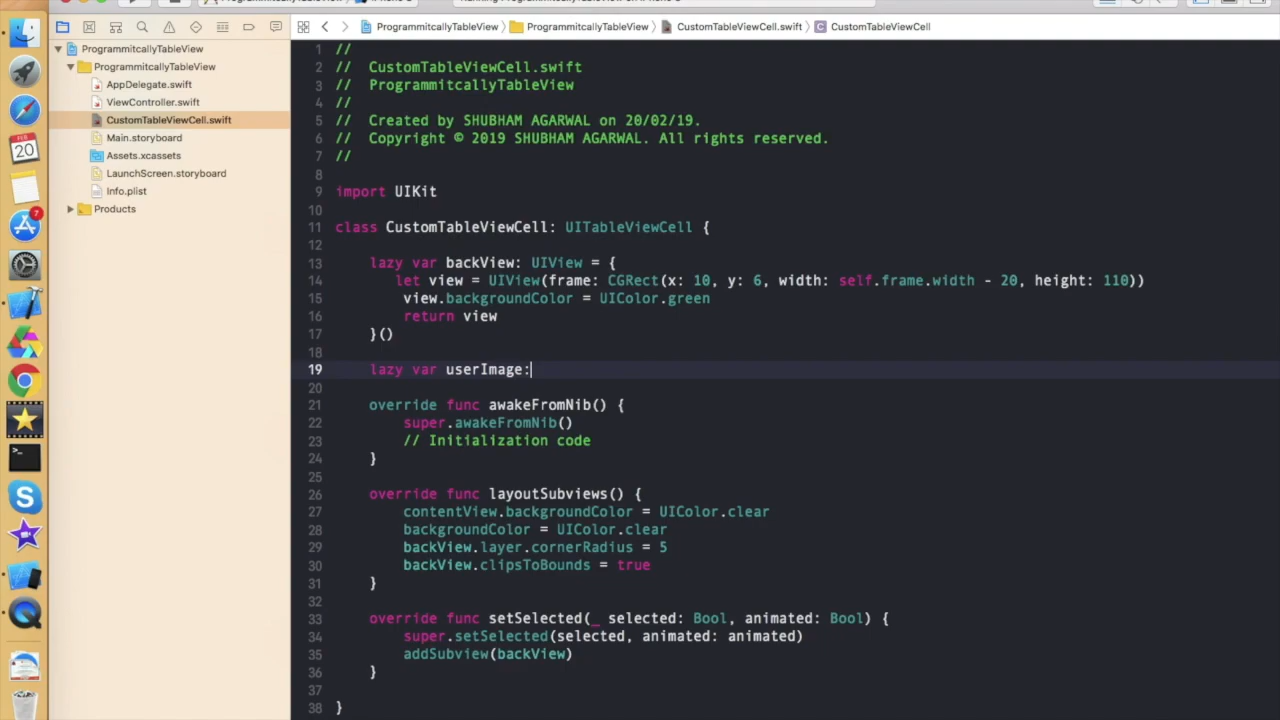 ProgrammitcallyTableView
ProgrammitcallyTableView
CustomTableViewCell.swift
CustomTableViewCell
ProgrammitcallyTableView
ProgrammitcallyTableView
AppDelegate.swift
ViewController.swift
CustomTableViewCell.swift
Main.storyboard
Assets.xcassets
LaunchScreen.storyboard
Info.plist
Products
FEB
20
7
1 //
2 //  CustomTableViewCell.swift
3 //  ProgrammitcallyTableView
4 //
5 //  Created by SHUBHAM AGARWAL on 20/02/19.
6 //  Copyright © 2019 SHUBHAM AGARWAL. All rights reserved.
7 //
8
9 import UIKit
10
11 class CustomTableViewCell: UITableViewCell {
12
13     lazy var backView: UIView = {
14        let view = UIView(frame: CGRect(x: 10, y: 6, width: self.frame.width - 20, height: 110))
15         view.backgroundColor = UIColor.green
16         return view
17     }()
18
19     lazy var userImage:
20
21     override func awakeFromNib() {
22         super.awakeFromNib()
23         // Initialization code
24     }
25
26     override func layoutSubviews() {
27         contentView.backgroundColor = UIColor.clear
28         backgroundColor = UIColor.clear
29         backView.layer.cornerRadius = 5
30         backView.clipsToBounds = true
31     }
32
33     override func setSelected(_ selected: Bool, animated: Bool) {
34         super.setSelected(selected, animated: animated)
35         addSubview(backView)
36     }
37
38 }